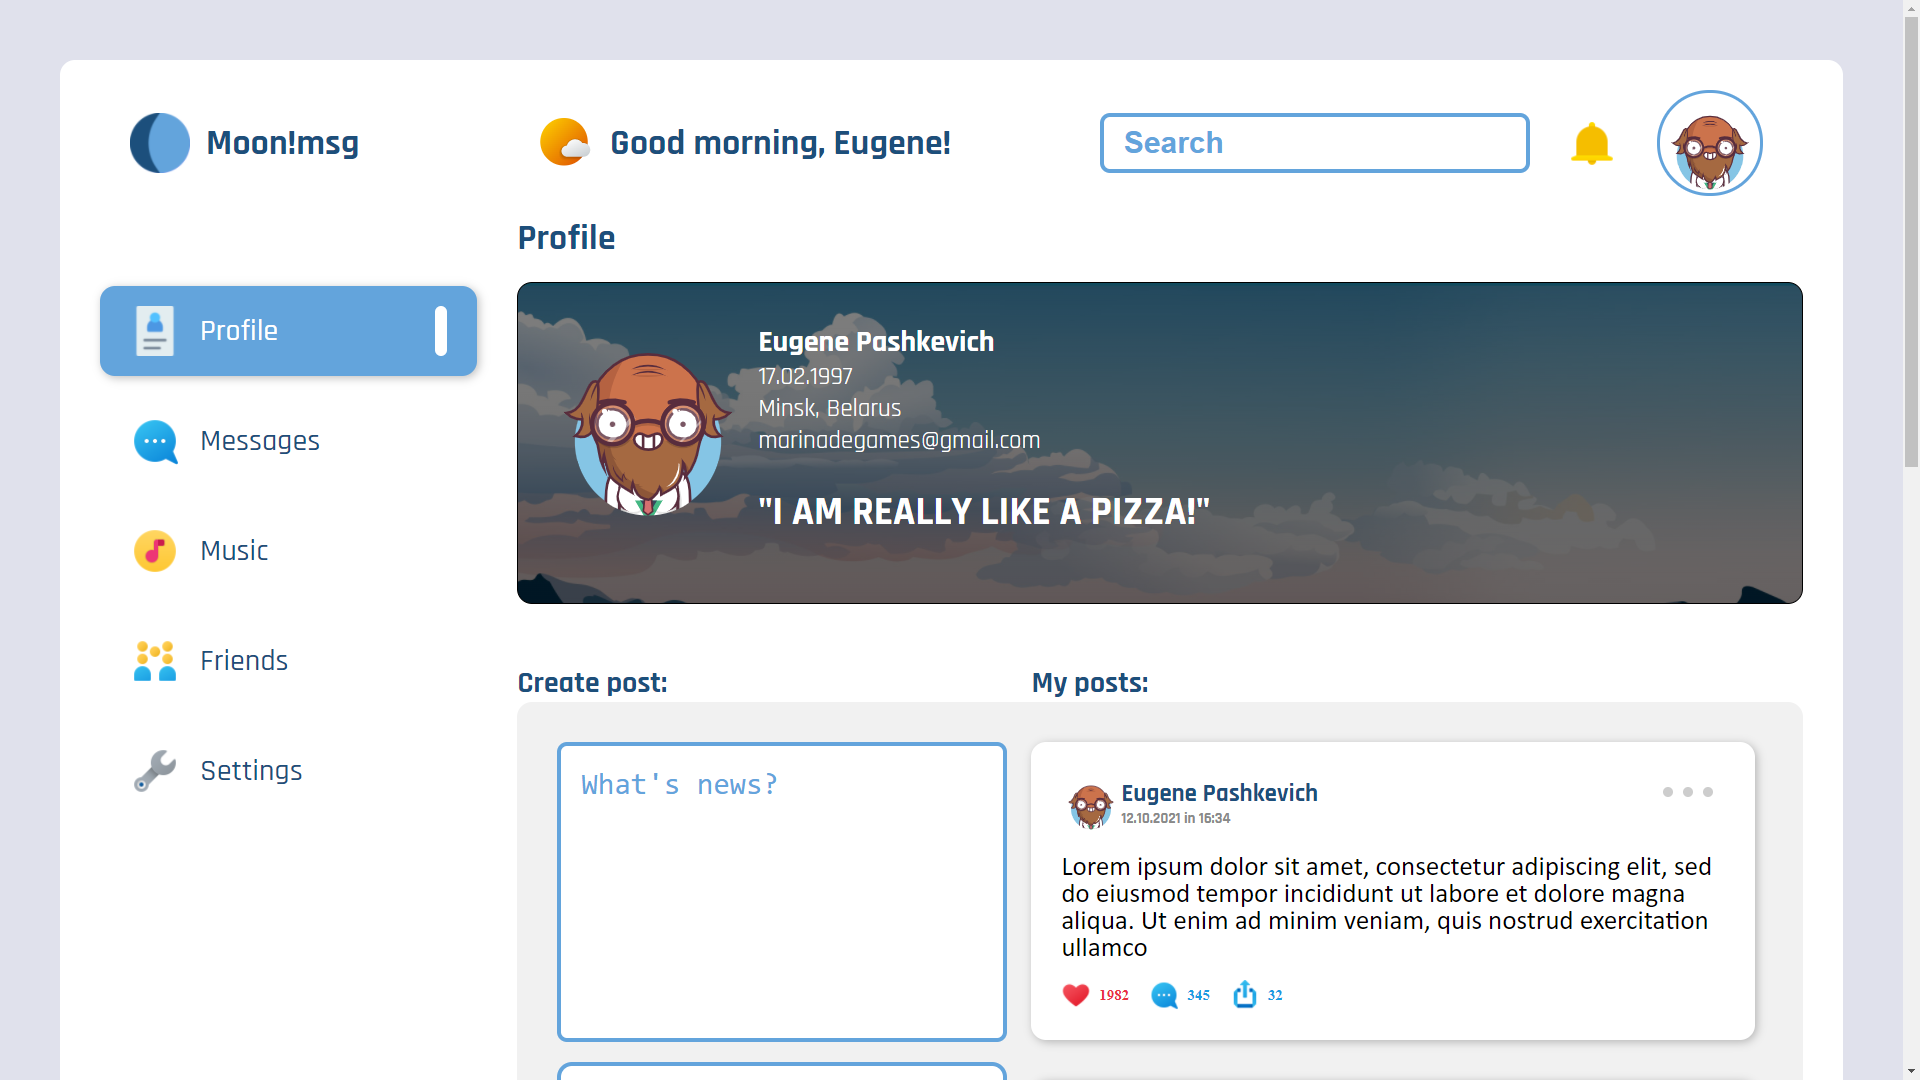 Moon!msg
Good morning, Eugene!
Search
Profile
Profile
Messages
Music
Friends
Settings
Eugene Pashkevich
17.02.1997
Minsk, Belarus
marinadegames@gmail.com
"I AM REALLY LIKE A PIZZA!"
Create post:
What's news?
My posts:
Eugene Pashkevich
12.10.2021 in 16:34
Lorem ipsum dolor sit amet, consectetur adipiscing elit, sed
do eiusmod tempor incididunt ut labore et dolore magna
aliqua. Ut enim ad minim veniam, quis nostrud exercitation
ullamco
1982 345 32